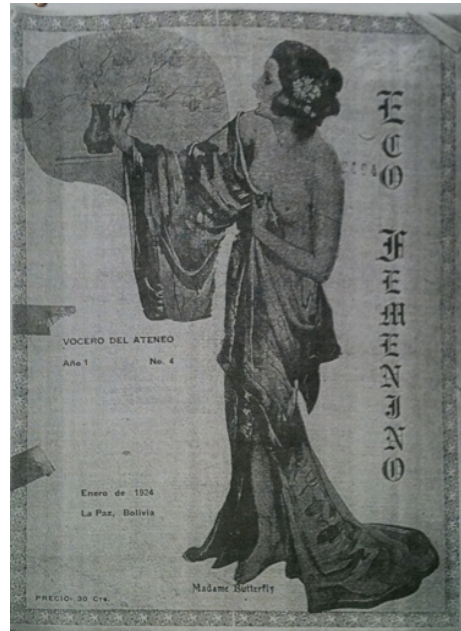 ECO FEMENINO
VOCERO DEL ATENEO
Año 1 No. 4
Enero de 1924
La Paz, Bolivia
Madame Butterfly
PRECIO- 30 Cts.